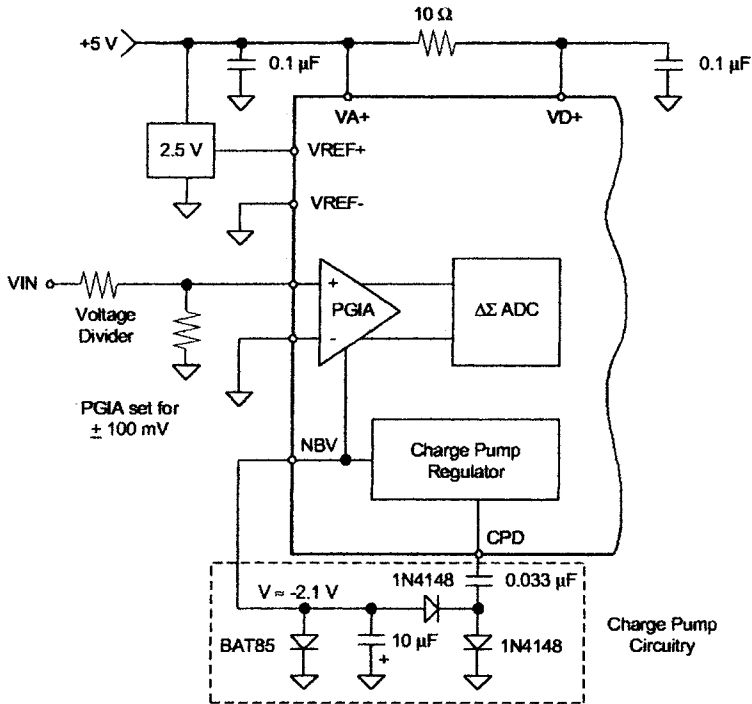 10 Ω
+5 V
0.1 µF
0.1 µF
VA+
VD+
2.5 V
VREF+
VREF-
VIN
Voltage
Divider
+
PGIA
-
ΔΣ ADC
PGIA set for
± 100 mV
NBV
Charge Pump
Regulator
CPD
1N4148
0.033 µF
V ≈ -2.1 V
BAT85
10 µF
+
1N4148
Charge Pump
Circuitry